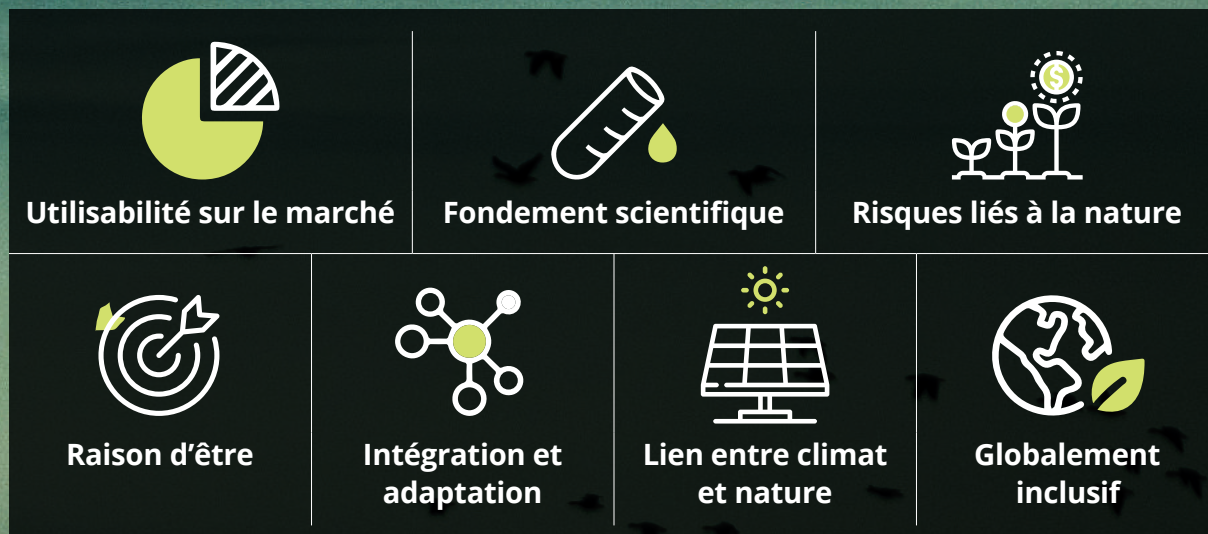 $
Utilisabilité sur le marché
Fondement scientifique
Risques liés à la nature
Raison d’être
Intégration et
adaptation
Lien entre climat
et nature
Globalement
inclusif